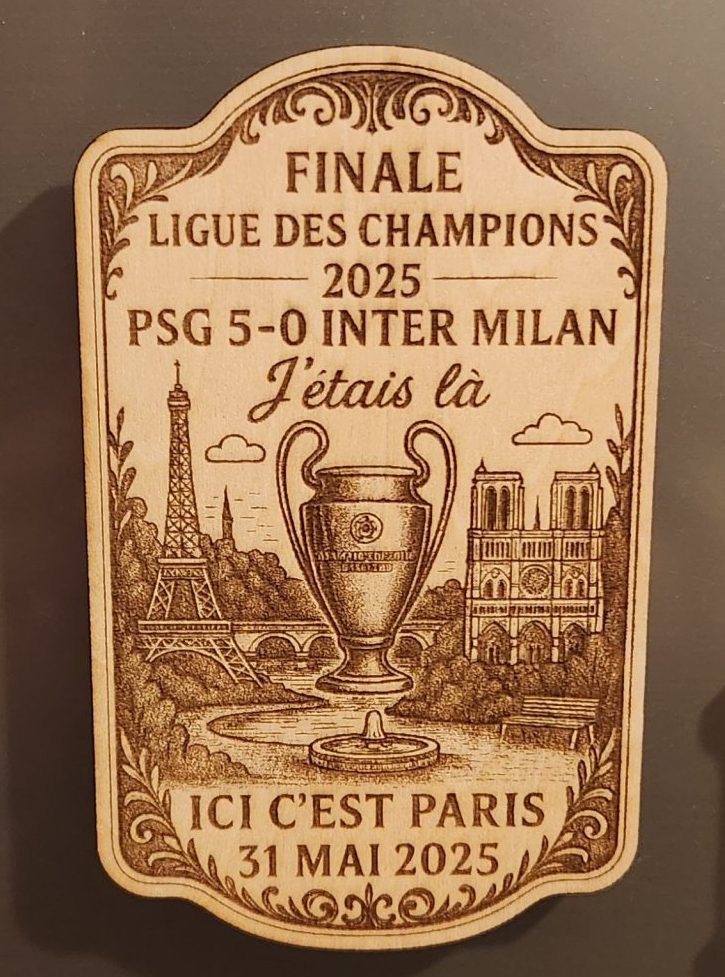 FINALE
LIGUE DES CHAMPIONS
2025
PSG 5-0 INTER MILAN
J'étais là
ICI C'EST PARIS
31 MAI 2025